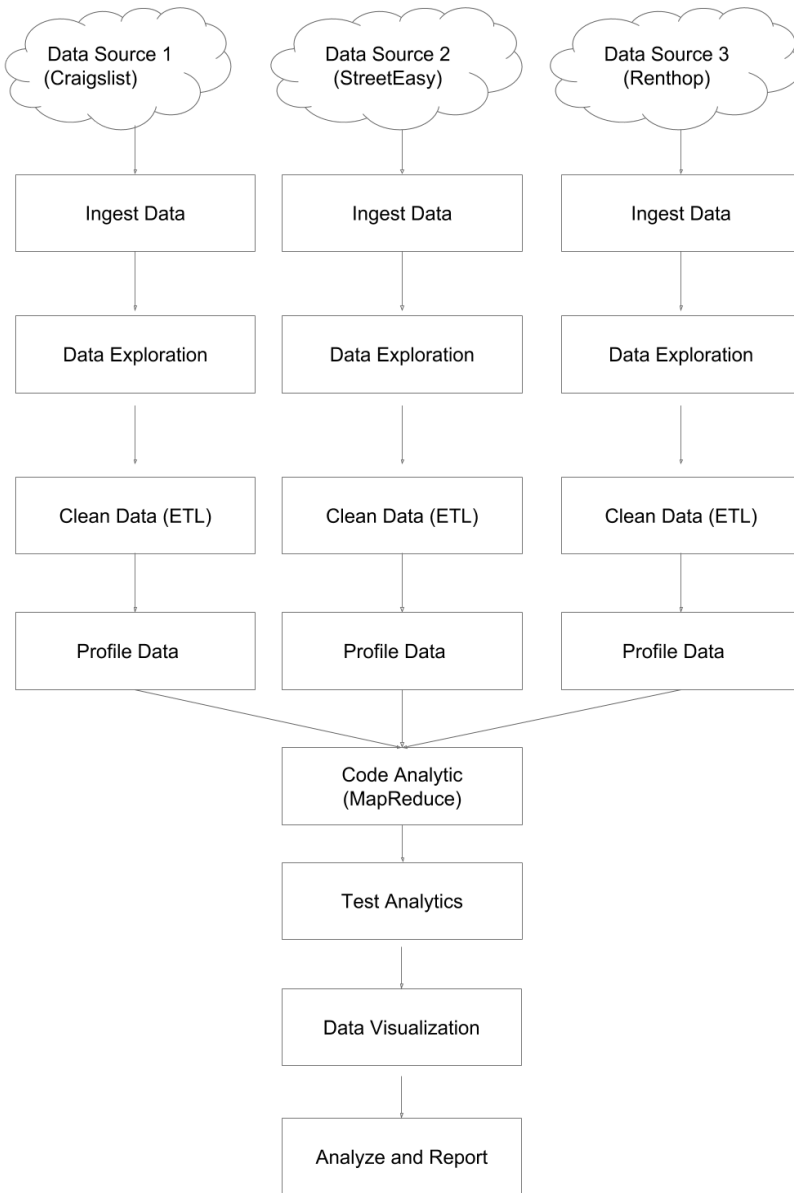 Data Source 1
(Craigslist)
Data Source 2
(StreetEasy)
Data Source 3
(Renthop)
Ingest Data
Ingest Data
Ingest Data
Data Exploration
Data Exploration
Data Exploration
Clean Data (ETL)
Clean Data (ETL)
Clean Data (ETL)
Profile Data
Profile Data
Profile Data
Code Analytic
(MapReduce)
Test Analytics
Data Visualization
Analyze and Report